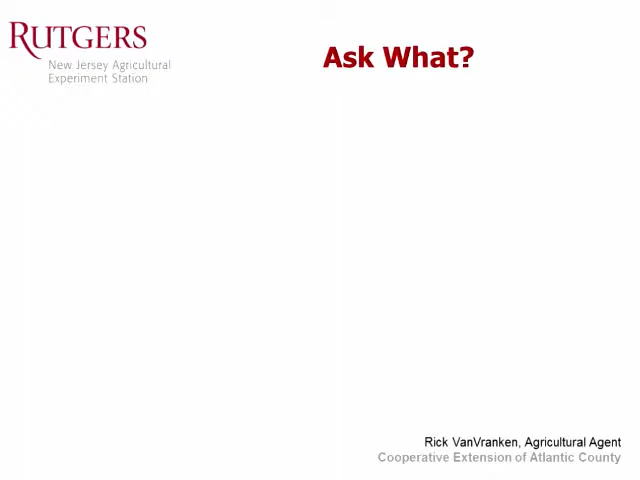 RUTGERS
New Jersey Agricultural
Experiment Station
Ask What?
Rick VanVranken, Agricultural Agent
Cooperative Extension of Atlantic County